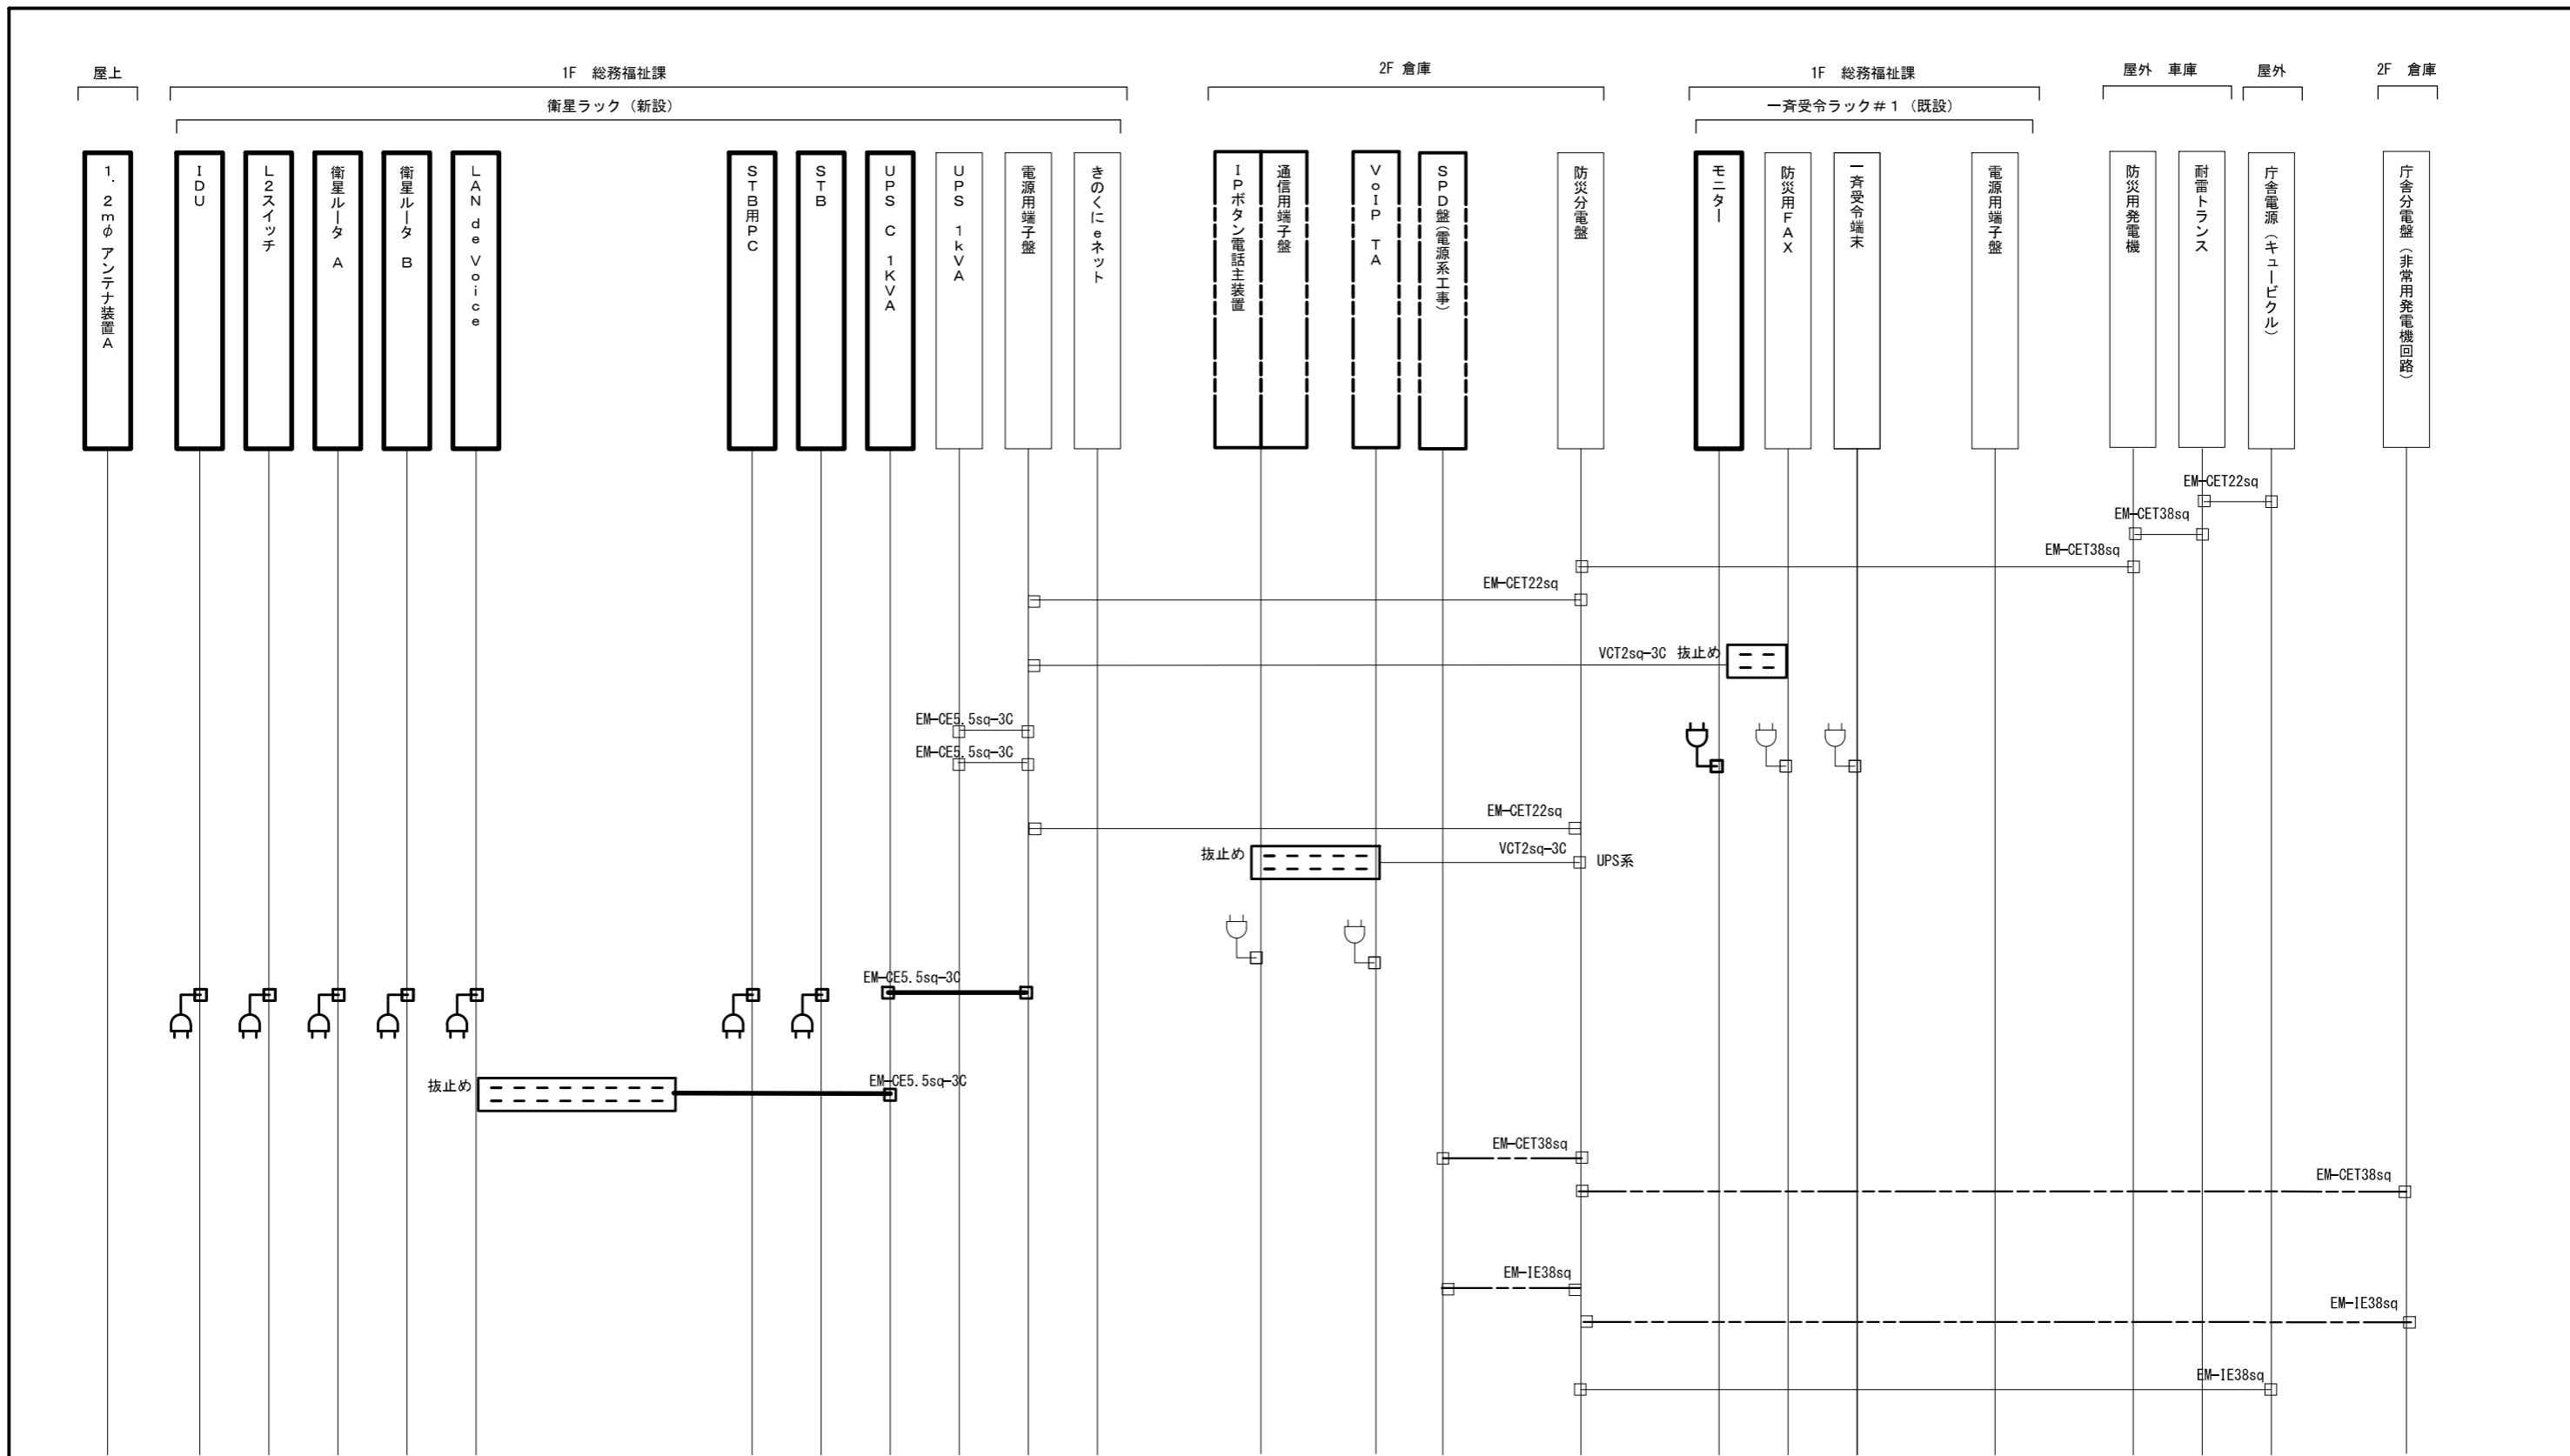 屋上
1F 総務福祉課
2F 倉庫
1F 総務福祉課
屋外 車庫
屋外
2F 倉庫
衛星ラック（新設）
一斉受令ラック＃１（既設）
１．２ｍφ アンテナ装置Ａ
ＩＤＵ
Ｌ２スイッチ
衛星ルータ Ａ
衛星ルータ Ｂ
ＬＡＮ ｄｅ Ｖｏｉｃｅ
ＳＴＢ用ＰＣ
ＳＴＢ
ＵＰＳ Ｃ １ＫＶＡ
ＵＰＳ １ｋＶＡ
電源用端子盤
きのくにｅネット
ＩＰボタン電話主装置
通信用端子盤
ＶｏＩＰ ＴＡ
ＳＰＤ盤（電源系工事）
防災分電盤
モニター
防災用ＦＡＸ
一斉受令端末
電源用端子盤
防災用発電機
耐雷トランス
庁舎電源（キュービクル）
庁舎分電盤（非常用発電機回路）
EM-CET22sq
EM-CET38sq
EM-CET38sq
EM-CET22sq
VCT2sq-3C 抜止め
EM-CE5.5sq-3C
EM-CE5.5sq-3C
EM-CET22sq
抜止め
VCT2sq-3C
UPS系
EM-CE5.5sq-3C
抜止め
EM-CE5.5sq-3C
EM-CET38sq
EM-CET38sq
EM-IE38sq
EM-IE38sq
EM-IE38sq